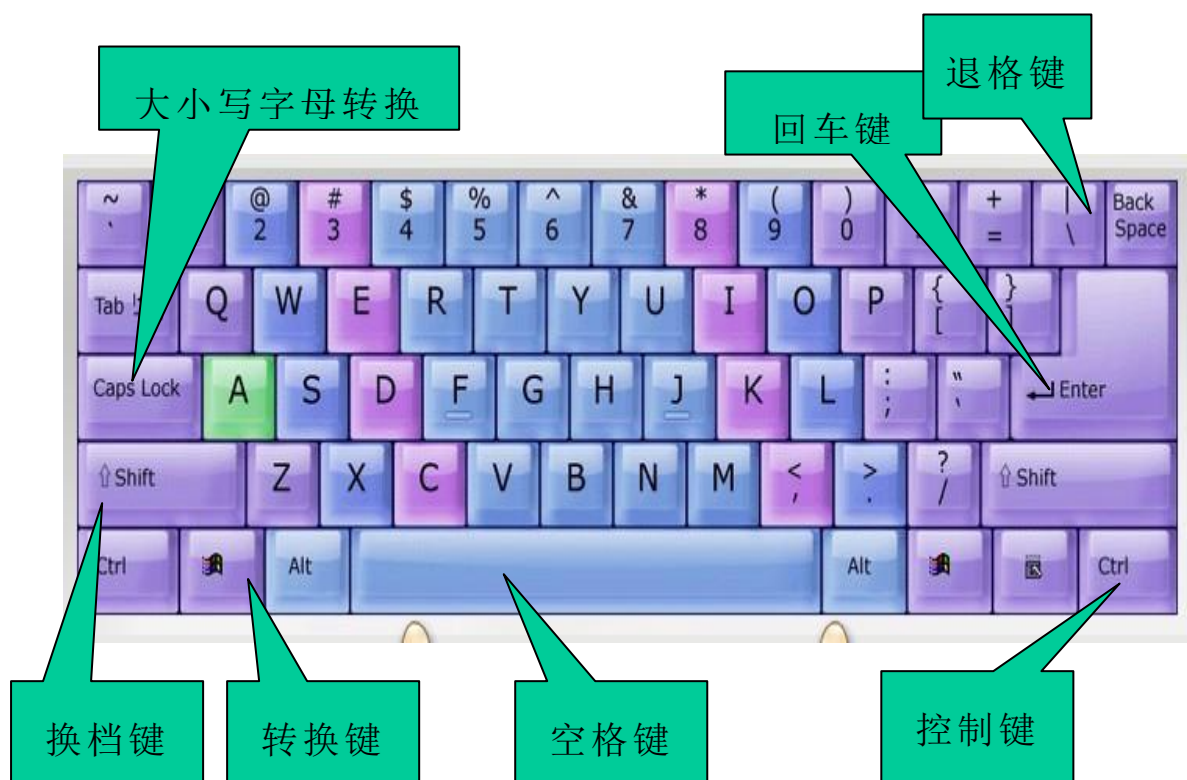 退格键
大小写字母转换
回车键
~ @ # $ % ^ & * ( ) + | Back
` 2 3 4 5 6 7 8 9 0 = \ Space
Tab Q W E R T Y U I O P { }
[ ]
Caps Lock A S D F G H J K L : " Enter
; `
Shift Z X C V B N M < > ? Shift
, . /
Ctrl Alt Alt Ctrl
换档键 转换键 空格键 控制键